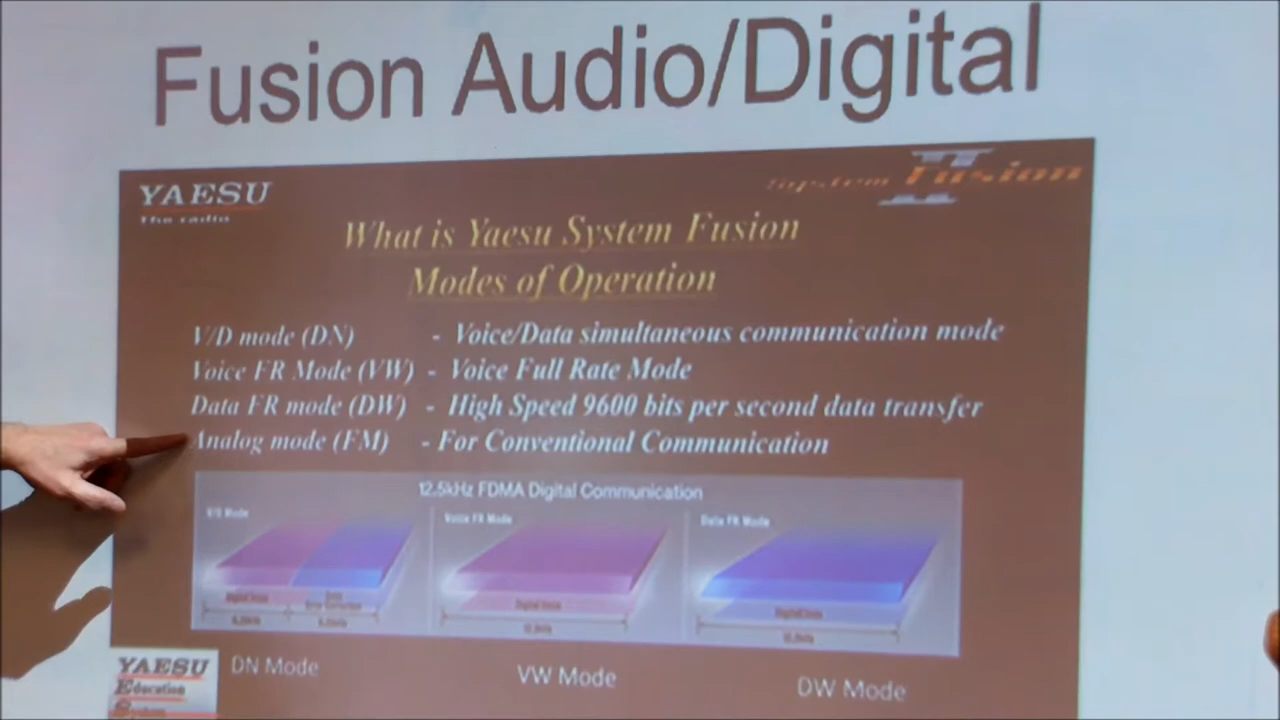 Fusion Audio/Digital
YAESU
The radio
System Fusion II
What is Yaesu System Fusion
Modes of Operation
V/D mode (DN) - Voice/Data simultaneous communication mode
Voice FR Mode (VW) - Voice Full Rate Mode
Data FR mode (DW) - High Speed 9600 bits per second data transfer
Analog mode (FM) - For Conventional Communication
12.5kHz FDMA Digital Communication
V/D Mode
Voice FR Mode
Data FR Mode
DN Mode
VW Mode
DW Mode
YAESU
Education
System